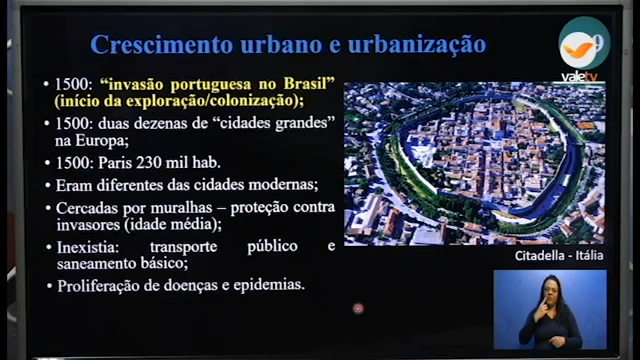 Crescimento urbano e urbanização
• 1500: “invasão portuguesa no Brasil”
(início da exploração/colonização);
• 1500: duas dezenas de “cidades grandes”
na Europa;
• 1500: Paris 230 mil hab.
• Eram diferentes das cidades modernas;
• Cercadas por muralhas – proteção contra
invasores (idade média);
• Inexistia: transporte público e
saneamento básico;
• Proliferação de doenças e epidemias.
valetv
Citadella - Itália